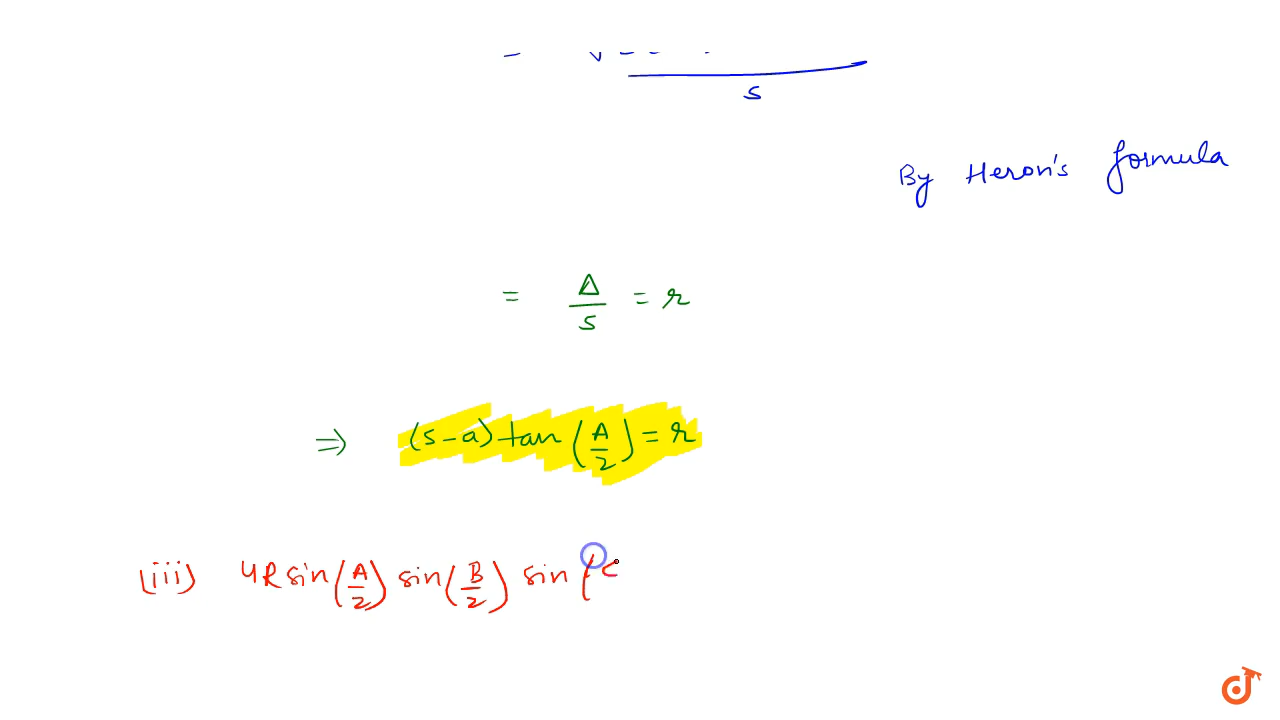 =
s
By Heron's formula
= Δ/s = r
⇒ (s-a) tan (A/2) = r
(iii) 4R sin (A/2) sin (B/2) sin (C